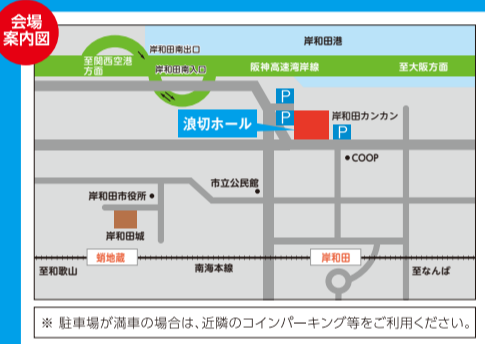 会場
案内図
岸和田南出口
岸和田港
至関西空港
方面
岸和田南入口
阪神高速湾岸線
至大阪方面
P
P
岸和田カンカン
浪切ホール
P
COOP
市立公民館
岸和田市役所
岸和田城
蛸地蔵
岸和田
至和歌山
南海本線
至なんば
※ 駐車場が満車の場合は、近隣のコインパーキング等をご利用ください。